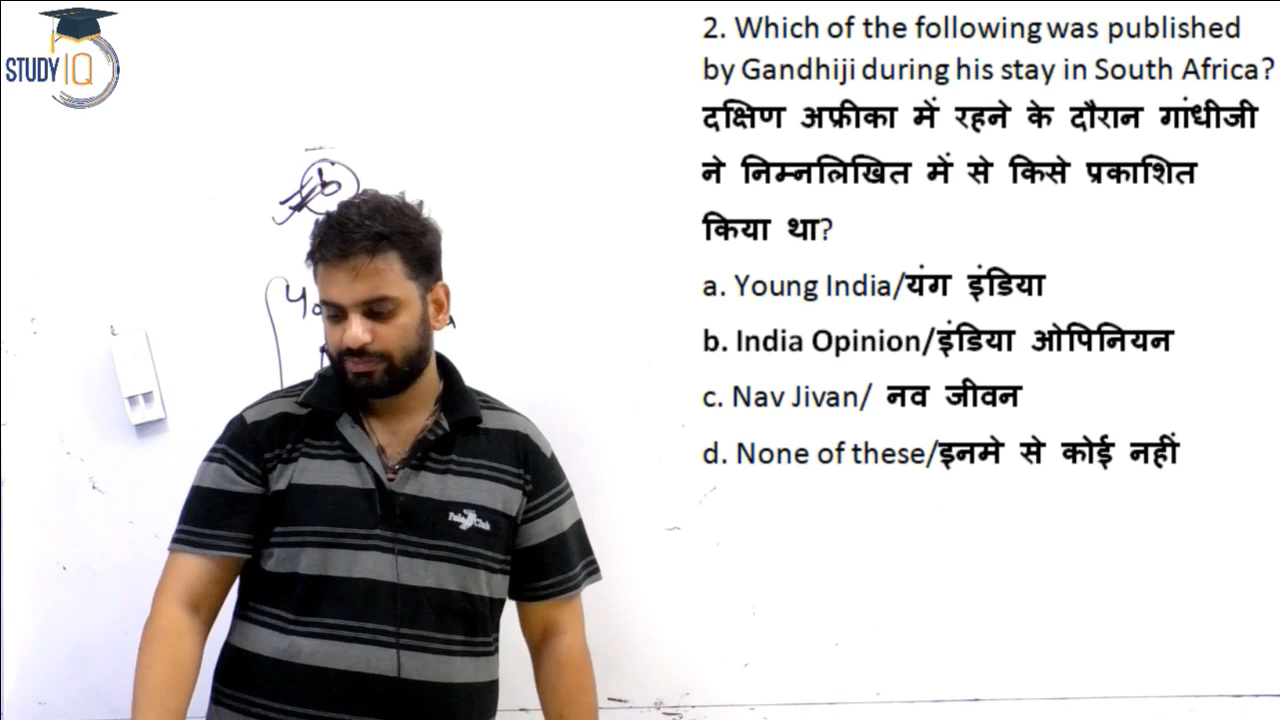 STUDY IQ
2. Which of the following was published
by Gandhiji during his stay in South Africa?
दक्षिण अफ्रीका में रहने के दौरान गांधीजी
ने निम्नलिखित में से किसे प्रकाशित
किया था?
a. Young India/यंग इंडिया
b. India Opinion/इंडिया ओपिनियन
c. Nav Jivan/ नव जीवन
d. None of these/इनमे से कोई नहीं